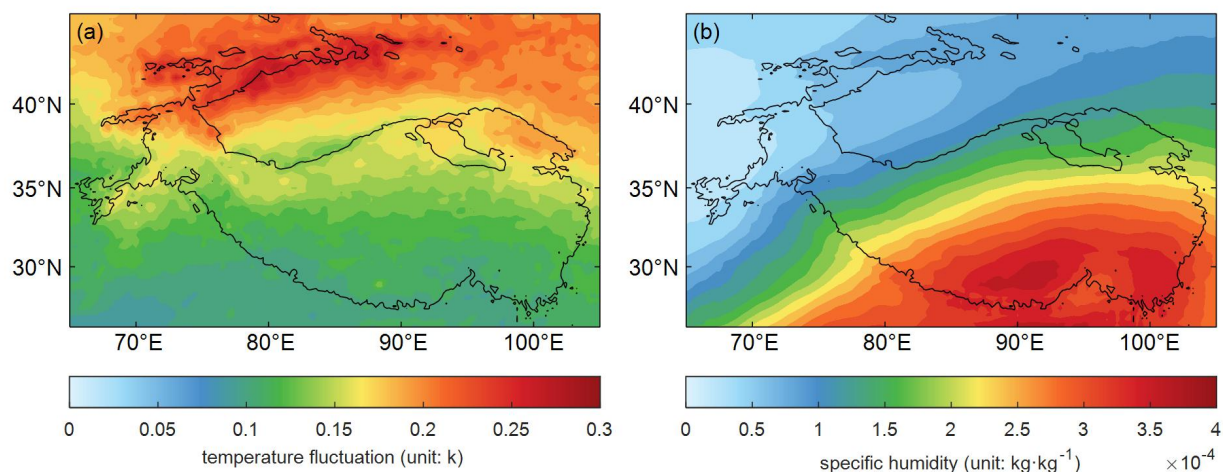 (a)
40°N
35°N
30°N
70°E 80°E 90°E 100°E
0 0.05 0.1 0.15 0.2 0.25 0.3
temperature fluctuation (unit: k)
(b)
40°N
35°N
30°N
70°E 80°E 90°E 100°E
0 0.5 1 1.5 2 2.5 3 3.5 4
specific humidity (unit: kg·kg⁻¹) ×10⁻⁴